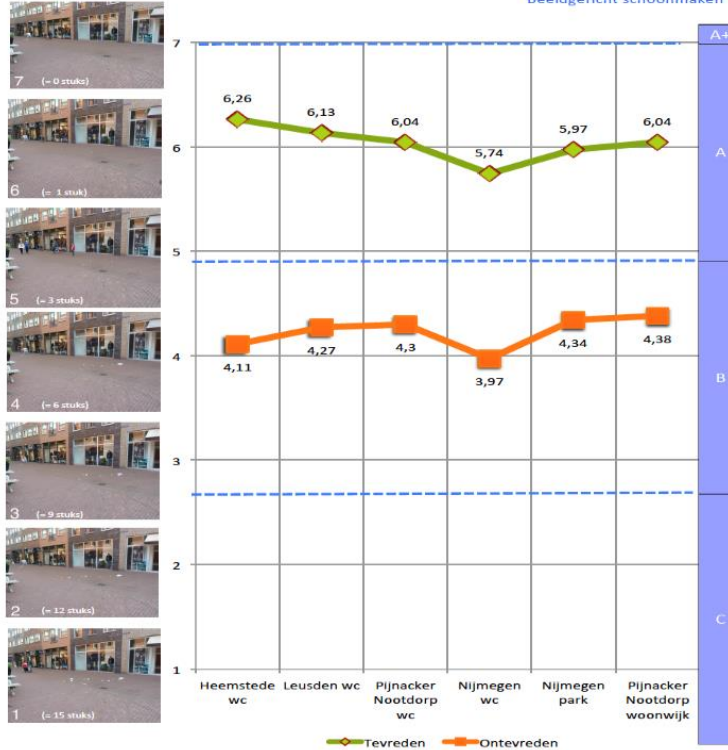 Beeldgericht schoonmaken
A+
7
7 (= 0 stuks)
6,26
6,13
6,04
5,74
5,97
6,04
A
6
6 (= 1 stuk)
5
5 (= 3 stuks)
4,11
4,27
4,3
3,97
4,34
4,38
B
4
4 (= 6 stuks)
3
3 (= 9 stuks)
2
2 (= 12 stuks)
C
1
1 (= 15 stuks)
Heemstede wc
Leusden wc
Pijnacker Nootdorp wc
Nijmegen wc
Nijmegen park
Pijnacker Nootdorp woonwijk
Tevreden
Ontevreden